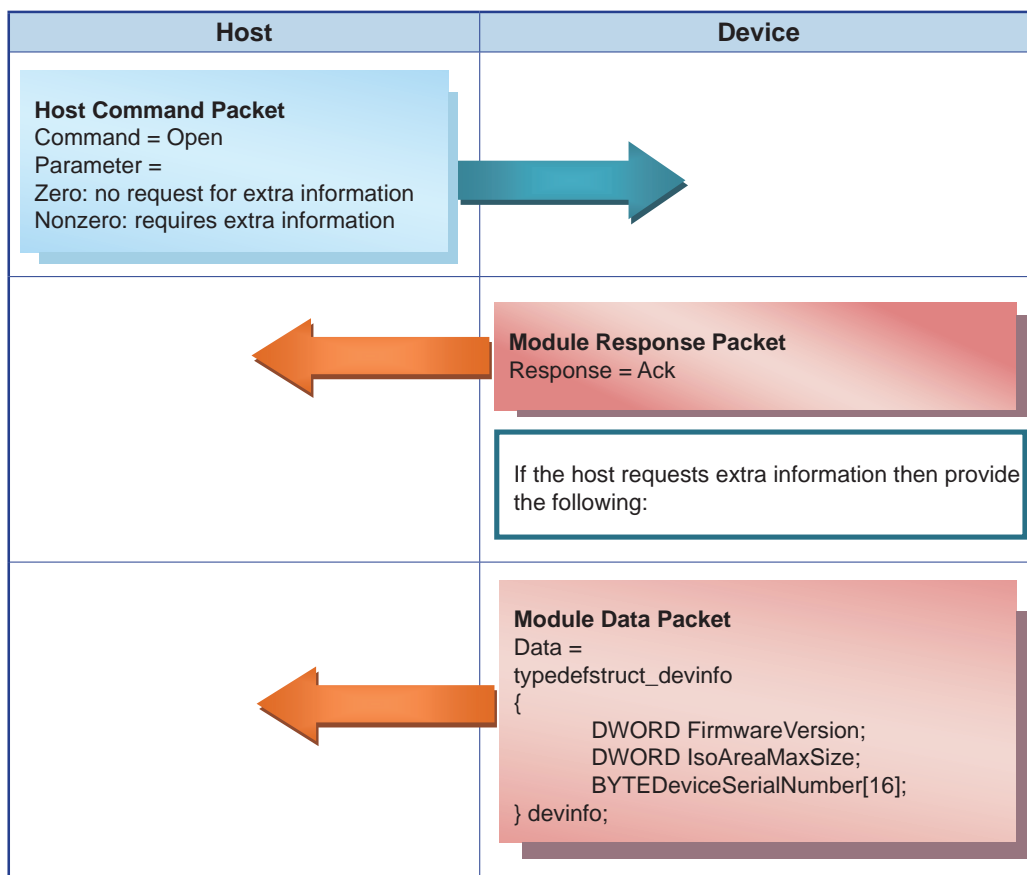 Host
Device
Host Command Packet
Command = Open
Parameter =
Zero: no request for extra information
Nonzero: requires extra information
Module Response Packet
Response = Ack
If the host requests extra information then provide
the following:
Module Data Packet
Data =
typedefstruct_devinfo
{
DWORD FirmwareVersion;
DWORD IsoAreaMaxSize;
BYTEDeviceSerialNumber[16];
} devinfo;